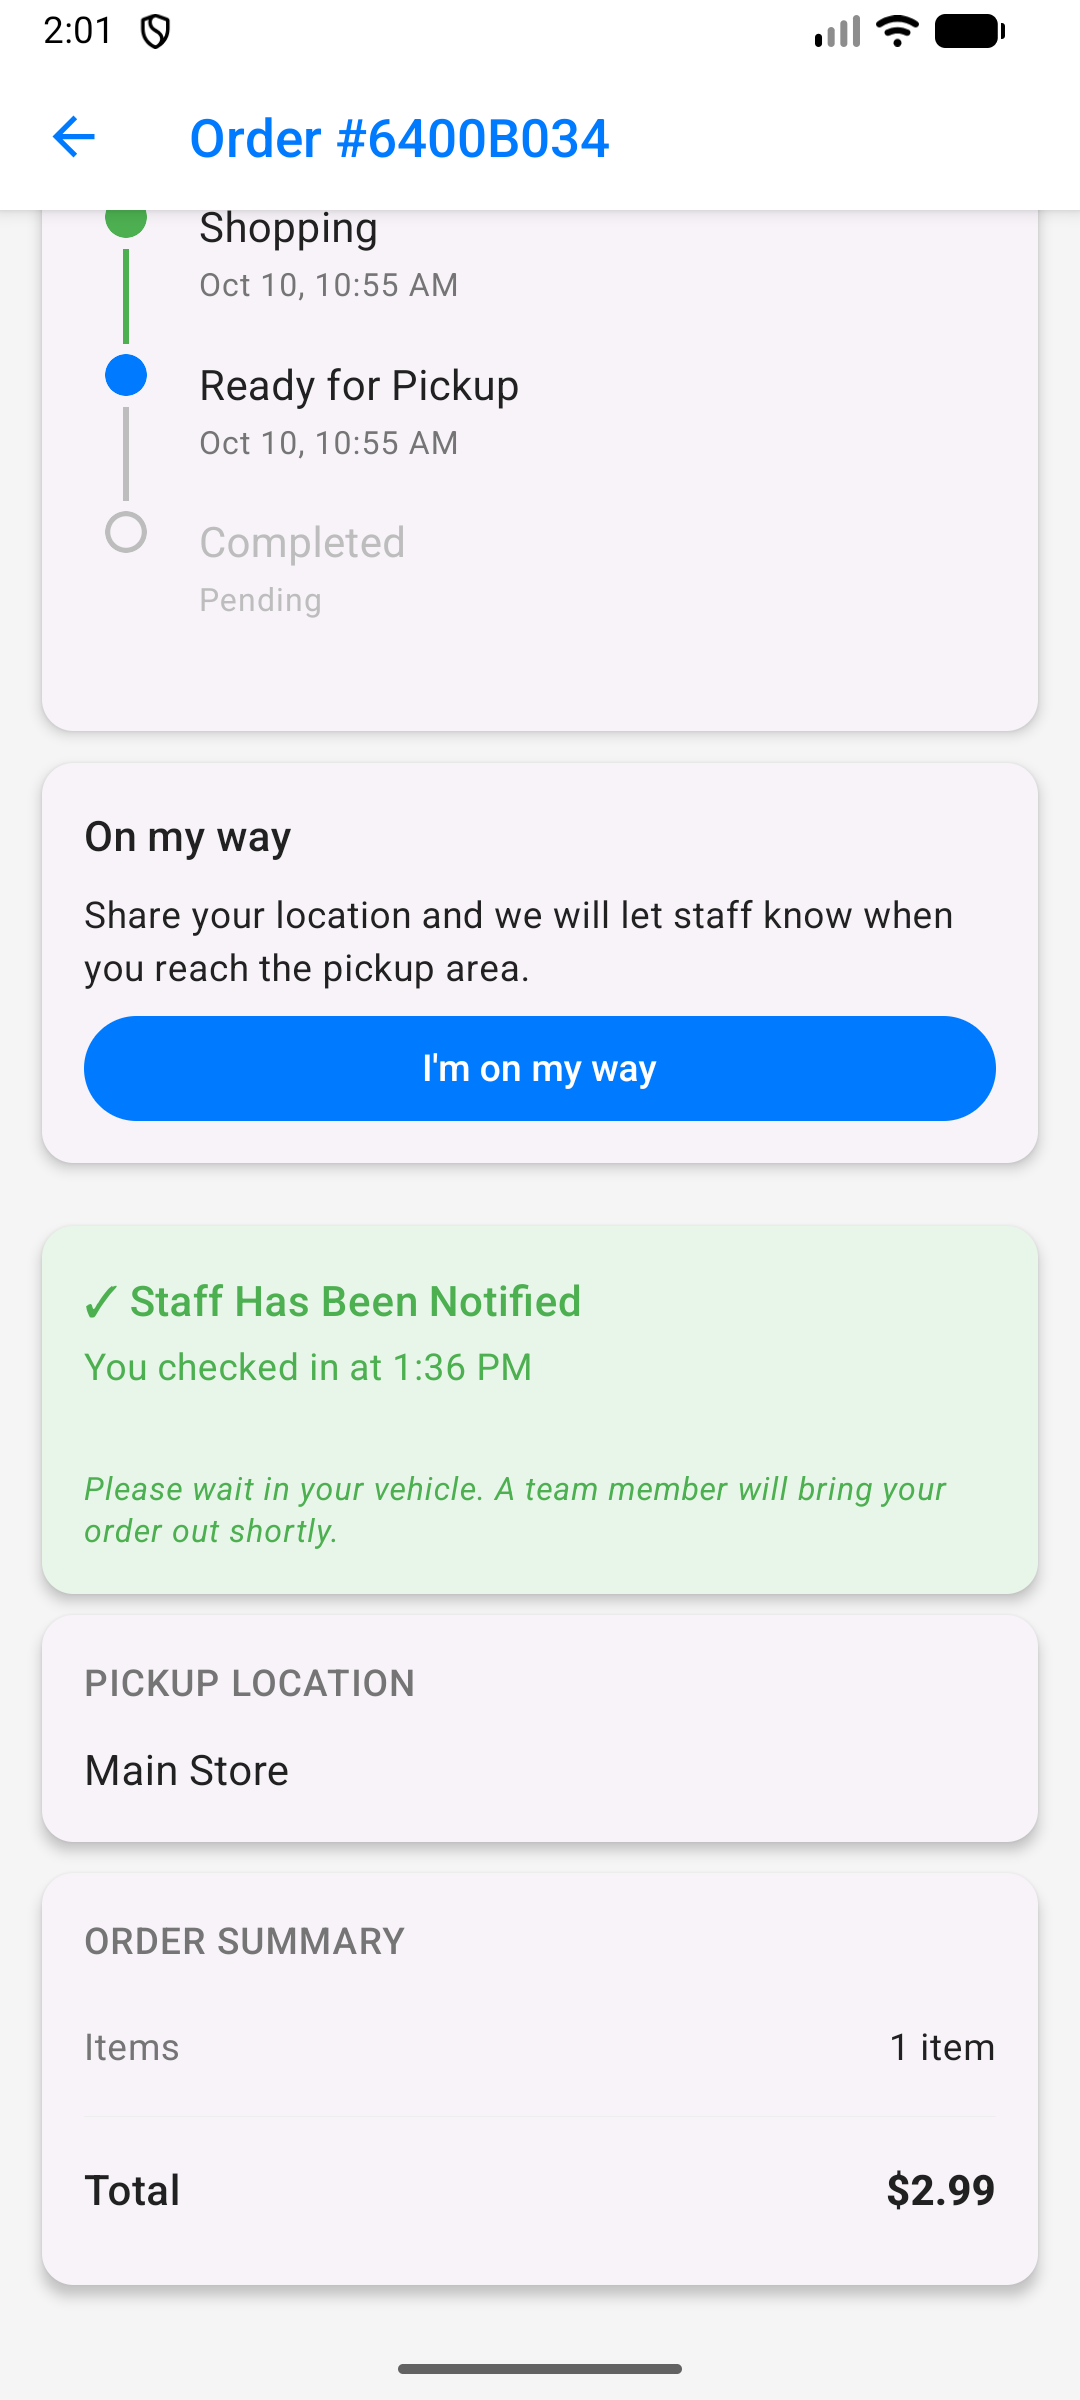 2:01
Order #6400B034
Shopping
Oct 10, 10:55 AM
Ready for Pickup
Oct 10, 10:55 AM
Completed
Pending
On my way
Share your location and we will let staff know when
you reach the pickup area.
I'm on my way
✓ Staff Has Been Notified
You checked in at 1:36 PM
Please wait in your vehicle. A team member will bring your
order out shortly.
PICKUP LOCATION
Main Store
ORDER SUMMARY
Items 1 item
Total $2.99